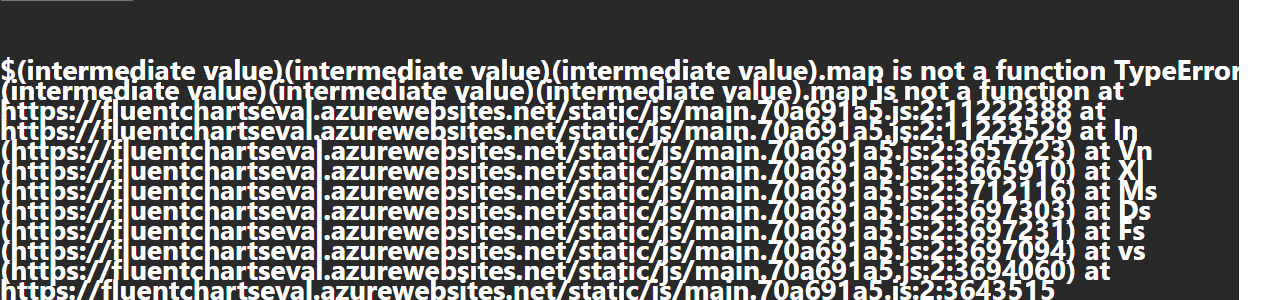 $(intermediate value)(intermediate value)(intermediate value).map is not a function TypeError
(intermediate value)(intermediate value)(intermediate value).map is not a function at
https://fluentchartseval.azurewebsites.net/static/js/main.70a691a5.js:2:11222388 at
https://fluentchartseval.azurewebsites.net/static/js/main.70a691a5.js:2:11223529 at ln
(https://fluentchartseval.azurewebsites.net/static/js/main.70a691a5.js:2:3657723) at Vn
(https://fluentchartseval.azurewebsites.net/static/js/main.70a691a5.js:2:3665910) at Xl
(https://fluentchartseval.azurewebsites.net/static/js/main.70a691a5.js:2:3712116) at Ms
(https://fluentchartseval.azurewebsites.net/static/js/main.70a691a5.js:2:3697303) at Ds
(https://fluentchartseval.azurewebsites.net/static/js/main.70a691a5.js:2:3697231) at Fs
(https://fluentchartseval.azurewebsites.net/static/js/main.70a691a5.js:2:3697094) at vs
(https://fluentchartseval.azurewebsites.net/static/js/main.70a691a5.js:2:3694060) at
https://fluentchartseval.azurewebsites.net/static/js/main.70a691a5.js:2:3643515